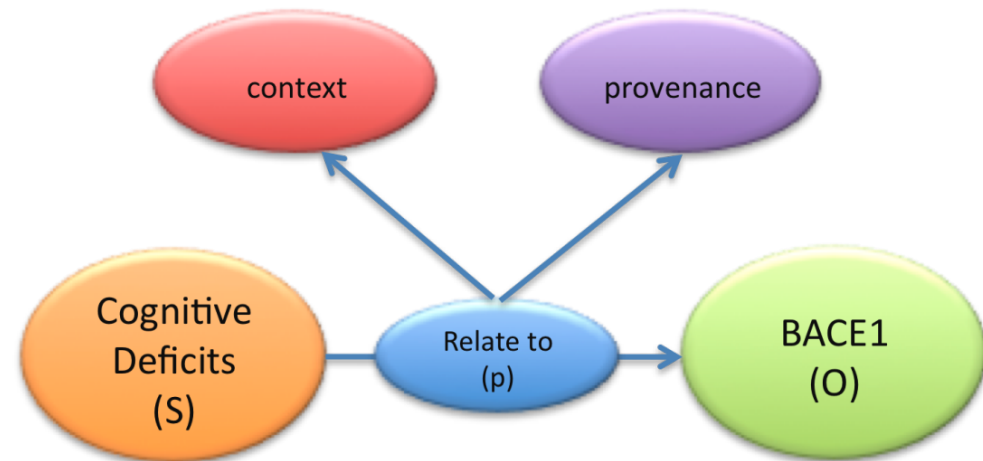 context
provenance
Cognitive
Deficits
(S)
Relate to
(p)
BACE1
(O)